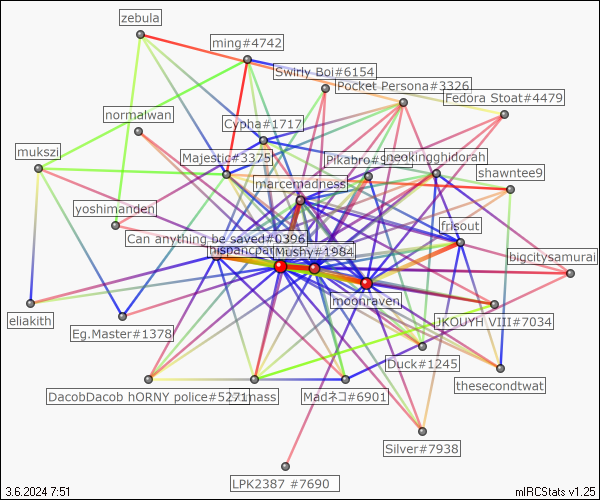 zebula
ming#4742
Swirly Boi#6154
Pocket Persona#3326
Fedora Stoat#4479
normalwan
Cypha#1717
mukszi
Majestic#3375
Pikabro#9
neokingghidorah
shawntee9
marcemadness
yoshimanden
frisout
Can anything be saved#0396
Mushy#1984
bigcitysamurai
moonraven
eliakith
Eg.Master#1378
JKOUYH VIII#7034
Duck#1245
thesecondtwat
DacobDacob hORNY police#5271
mass
Madネコ#6901
Silver#7938
LPK2387 #7690
3.6.2024 7:51
mIRCStats v1.25